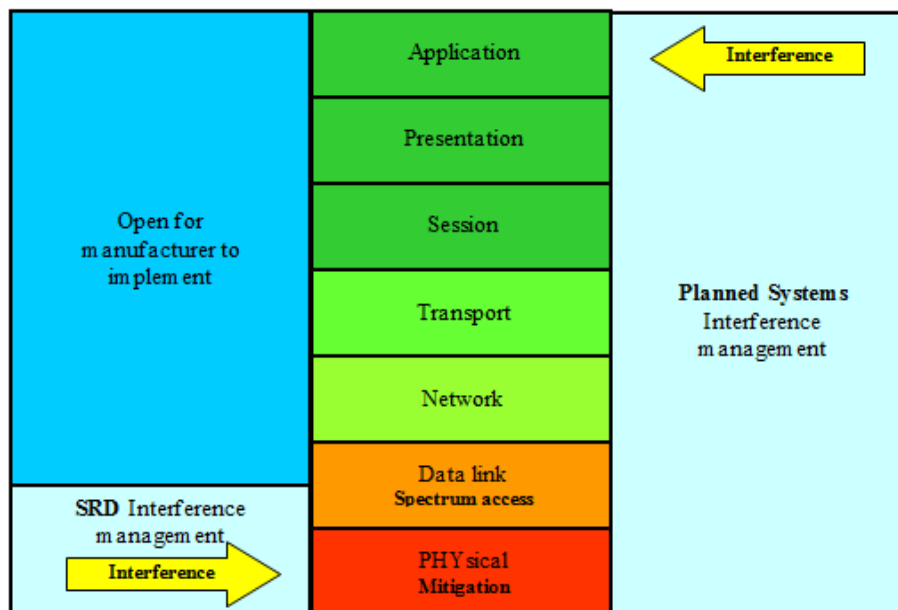 Open for
manufacturer to
implement
SRD Interference
management
Interference
Application
Presentation
Session
Transport
Network
Data link
Spectrum access
PHYsical
Mitigation
Interference
Planned Systems
Interference
management